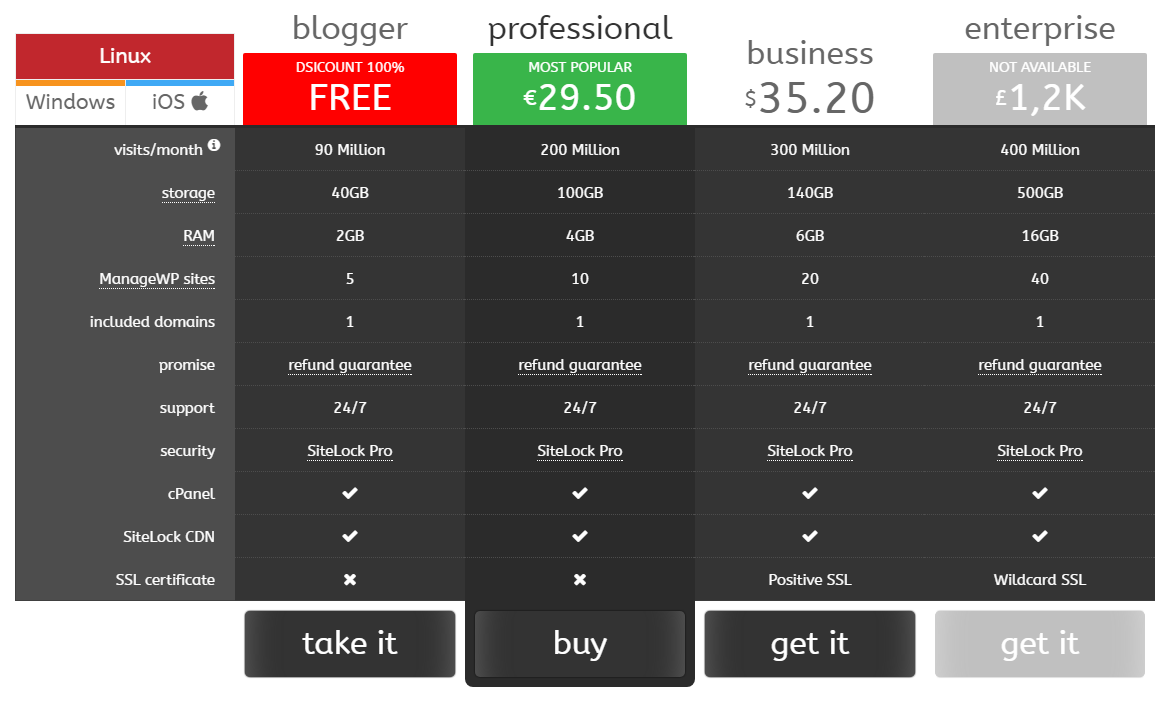 blogger professional business enterprise
Linux
Windows iOS
DSICOUNT 100% MOST POPULAR NOT AVAILABLE
FREE €29.50 $35.20 £1,2K
visits/month 90 Million 200 Million 300 Million 400 Million
storage 40GB 100GB 140GB 500GB
RAM 2GB 4GB 6GB 16GB
ManageWP sites 5 10 20 40
included domains 1 1 1 1
promise refund guarantee refund guarantee refund guarantee refund guarantee
support 24/7 24/7 24/7 24/7
security SiteLock Pro SiteLock Pro SiteLock Pro SiteLock Pro
cPanel ✔ ✔ ✔ ✔
SiteLock CDN ✔ ✔ ✔ ✔
SSL certificate ✖ ✖ Positive SSL Wildcard SSL
take it buy get it get it